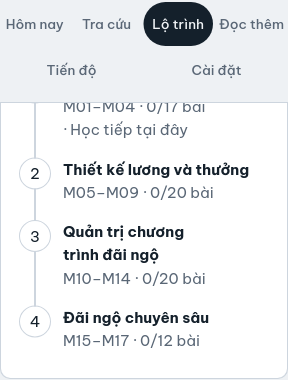 Hôm nay
Tra cứu
Lộ trình
Đọc thêm
Tiến độ
Cài đặt
M01–M04 · 0/17 bài
· Học tiếp tại đây
2
Thiết kế lương và thưởng
M05–M09 · 0/20 bài
3
Quản trị chương
trình đãi ngộ
M10–M14 · 0/20 bài
4
Đãi ngộ chuyên sâu
M15–M17 · 0/12 bài